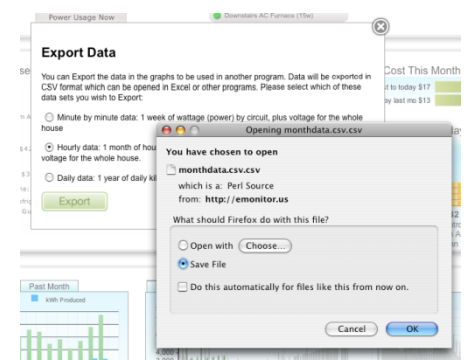 Power Usage Now
Downstairs AC Furnace (15w)
Export Data
You can Export the data in the graphs to be used in another program. Data will be exported in
CSV format which can be opened in Excel or other programs. Please select which of these
data sets you wish to Export:
Minute by minute data: 1 week of wattage (power) by circuit, plus voltage for the whole
house
Hourly data: 1 month of hou
voltage for the whole house.
Daily data: 1 year of daily kil
Export
Cost This Month
t to today $17
ay last mo $13
Opening monthdata.csv.csv
You have chosen to open
monthdata.csv.csv
which is a: Perl Source
from: http://emonitor.us
What should Firefox do with this file?
Open with
Choose...
Save File
Do this automatically for files like this from now on.
Cancel
OK
Past Month
kWh Produced
4,000